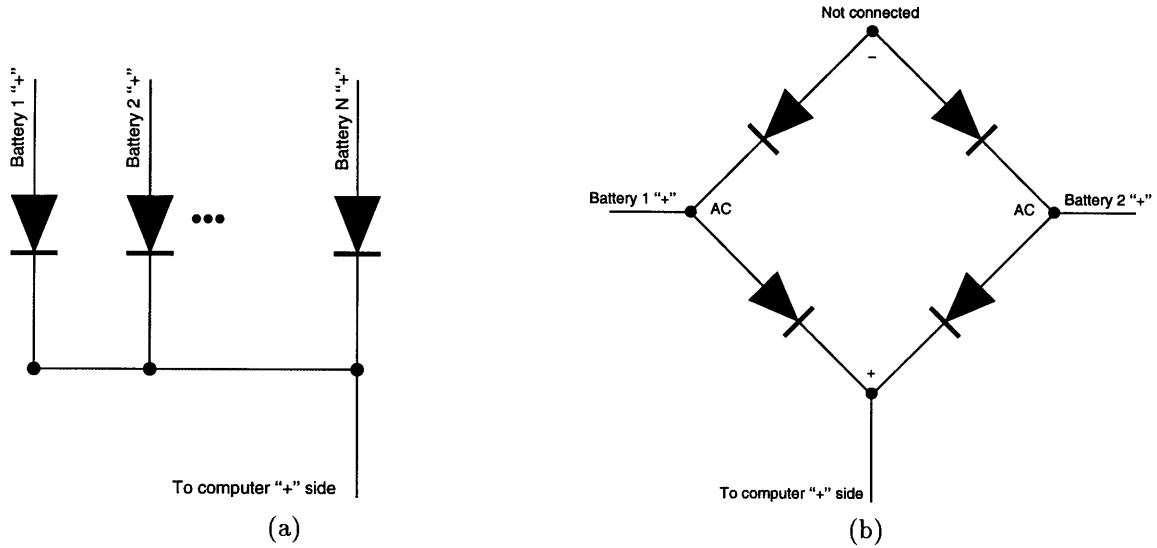 Battery 1 “+”
Battery 2 “+”
Battery N “+”
To computer “+” side
(a)
Not connected
–
Battery 1 “+”
AC
AC
Battery 2 “+”
+
To computer “+” side
(b)